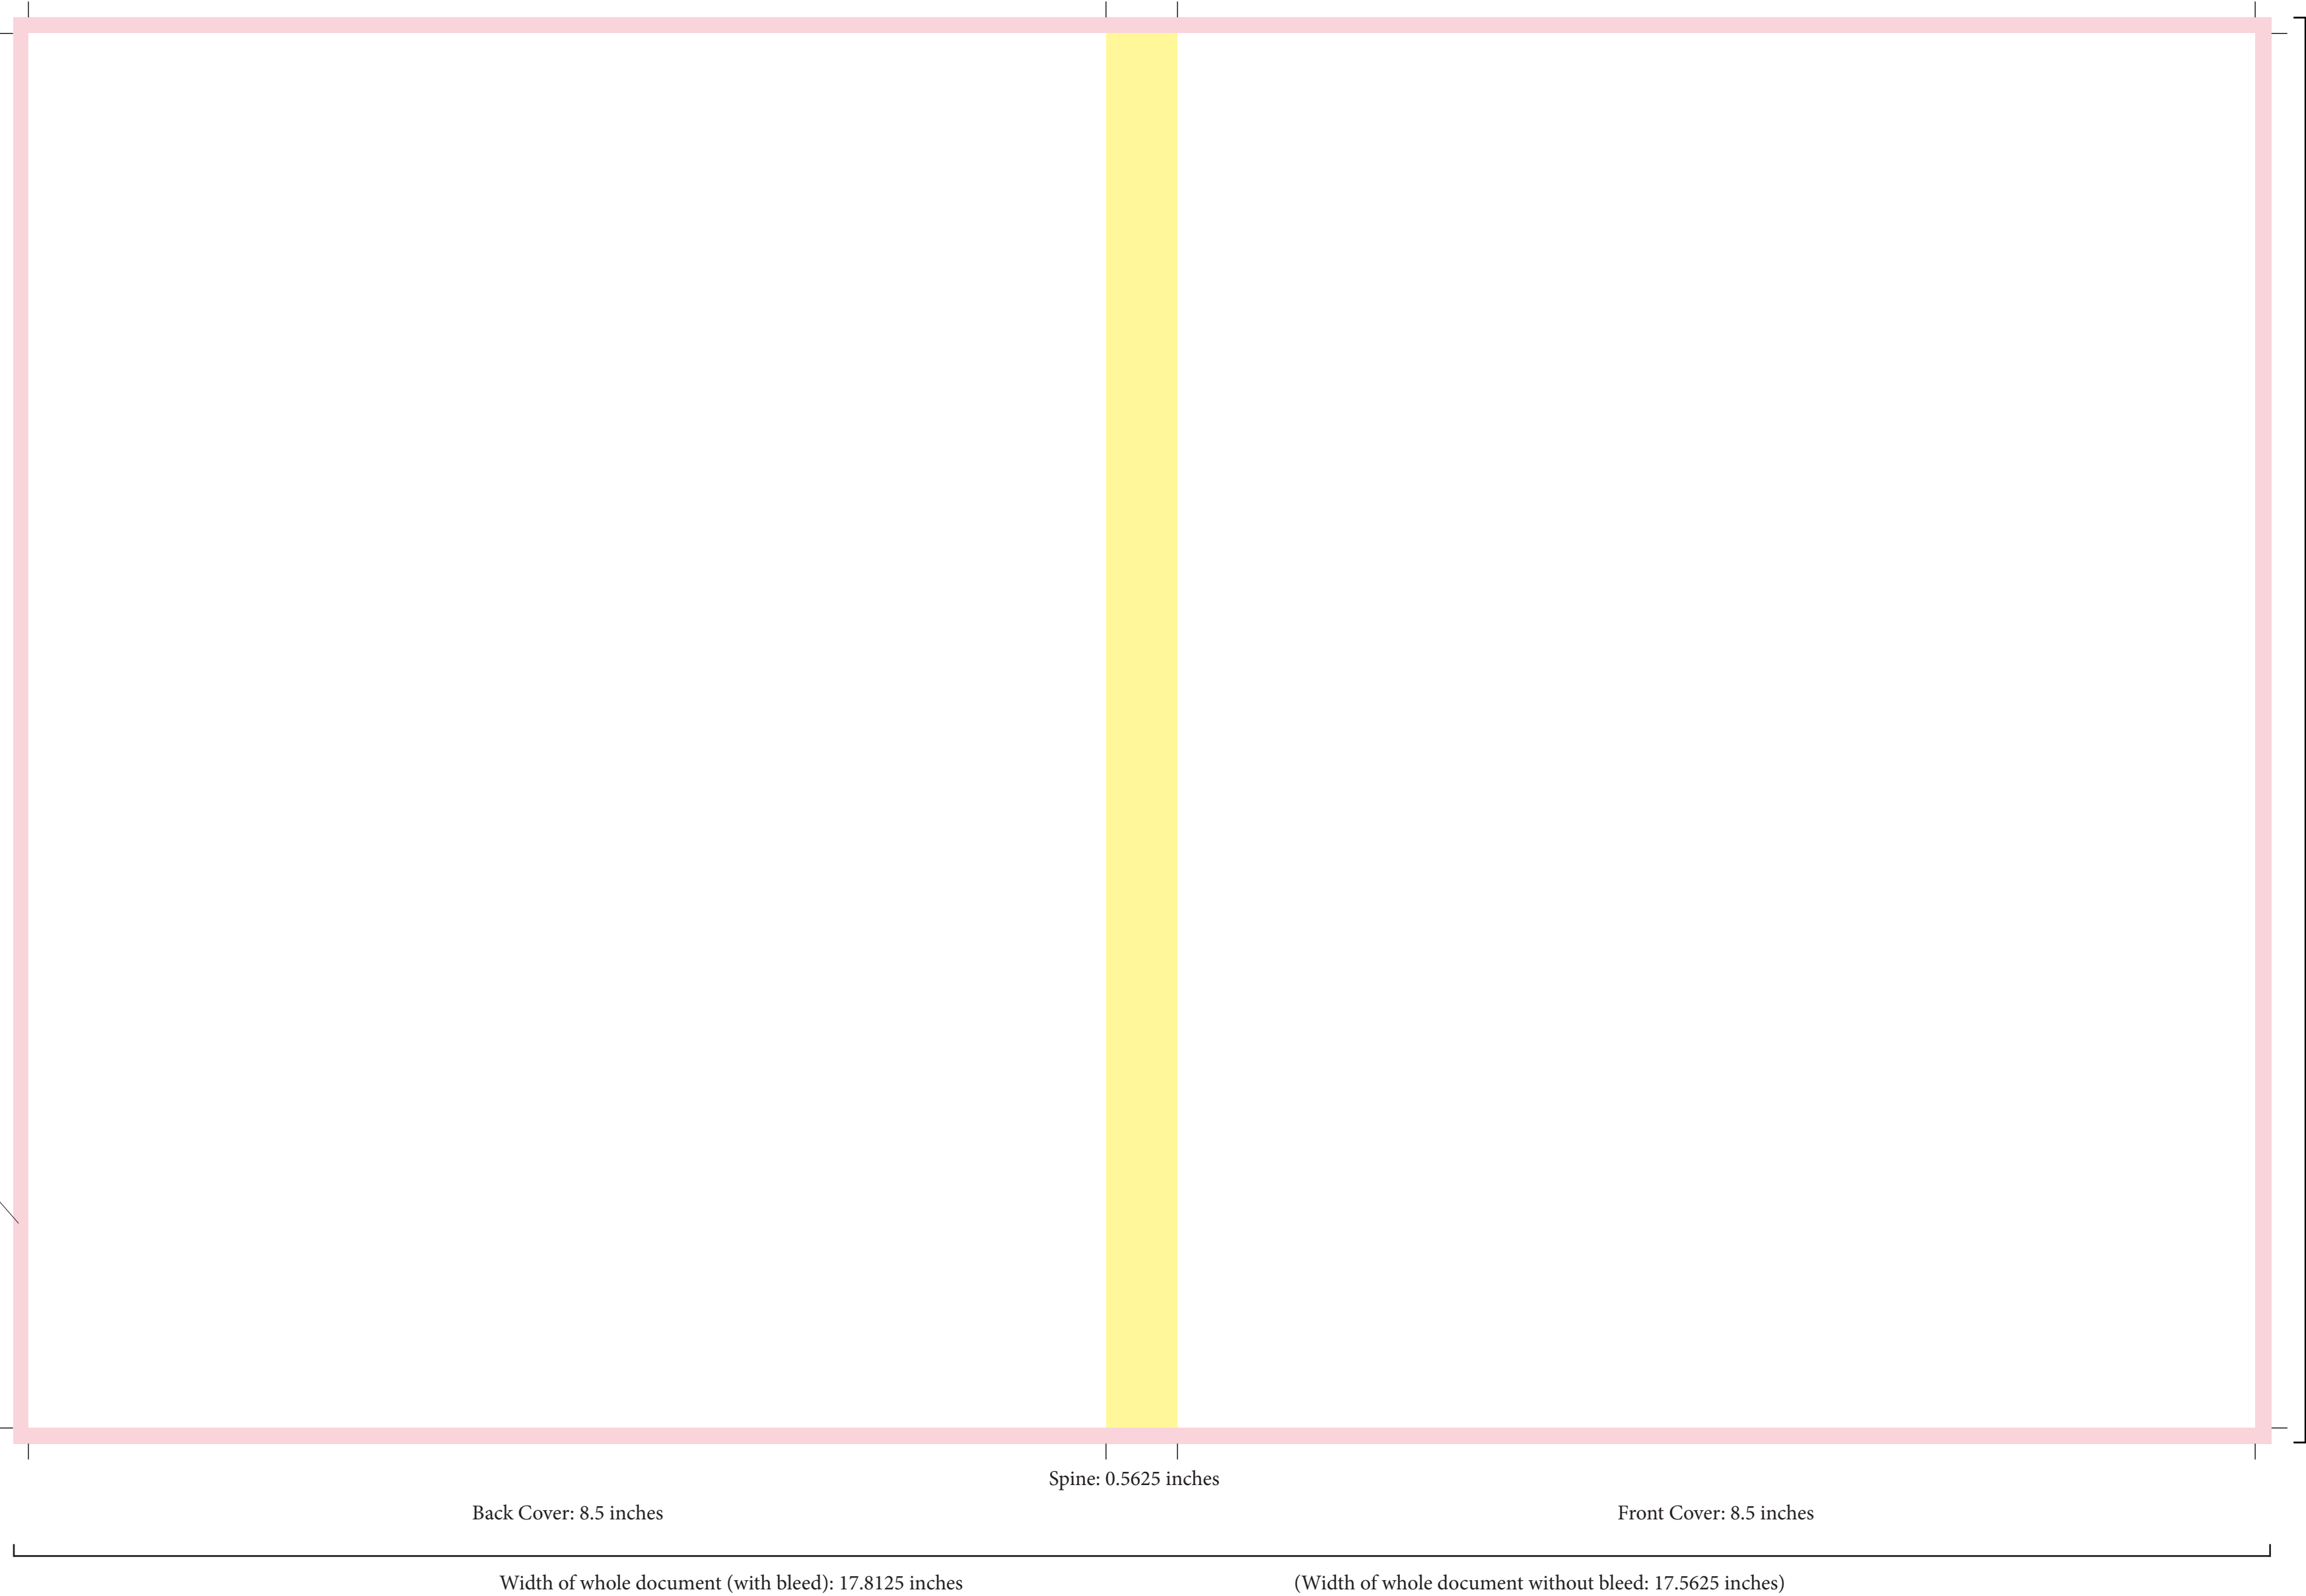 Spine: 0.5625 inches
Back Cover: 8.5 inches
Front Cover: 8.5 inches
Width of whole document (with bleed): 17.8125 inches
(Width of whole document without bleed: 17.5625 inches)